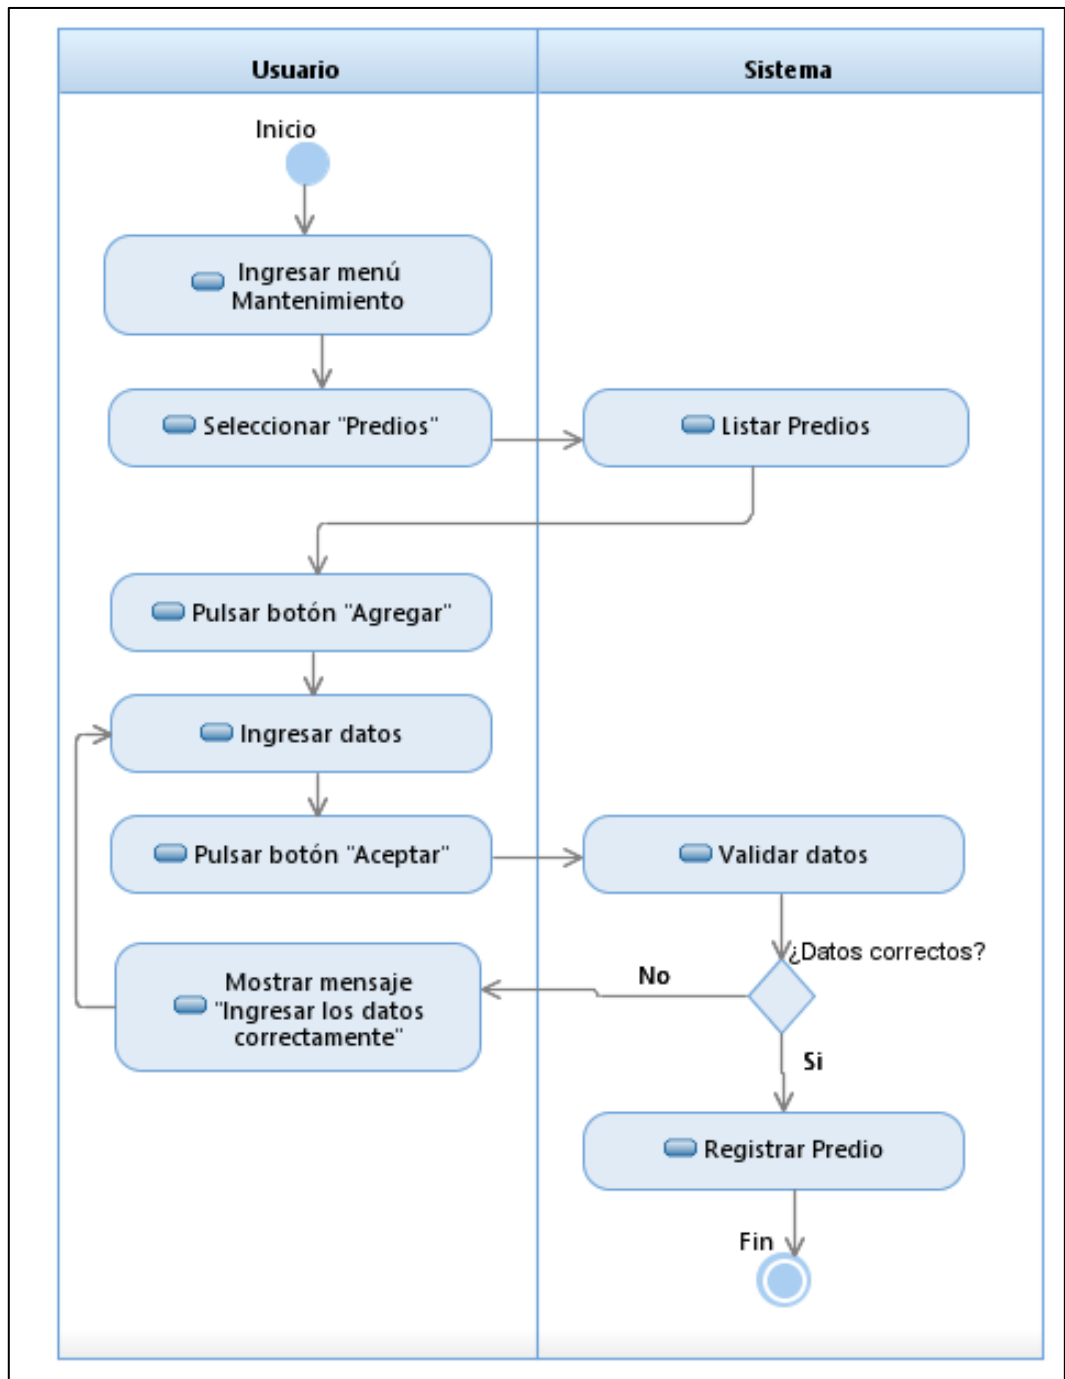 Usuario
Sistema
Inicio
Ingresar menú
Mantenimiento
Seleccionar "Predios"
Listar Predios
Pulsar botón "Agregar"
Ingresar datos
Pulsar botón "Aceptar"
Validar datos
¿Datos correctos?
No
Mostrar mensaje
"Ingresar los datos
correctamente"
Si
Registrar Predio
Fin